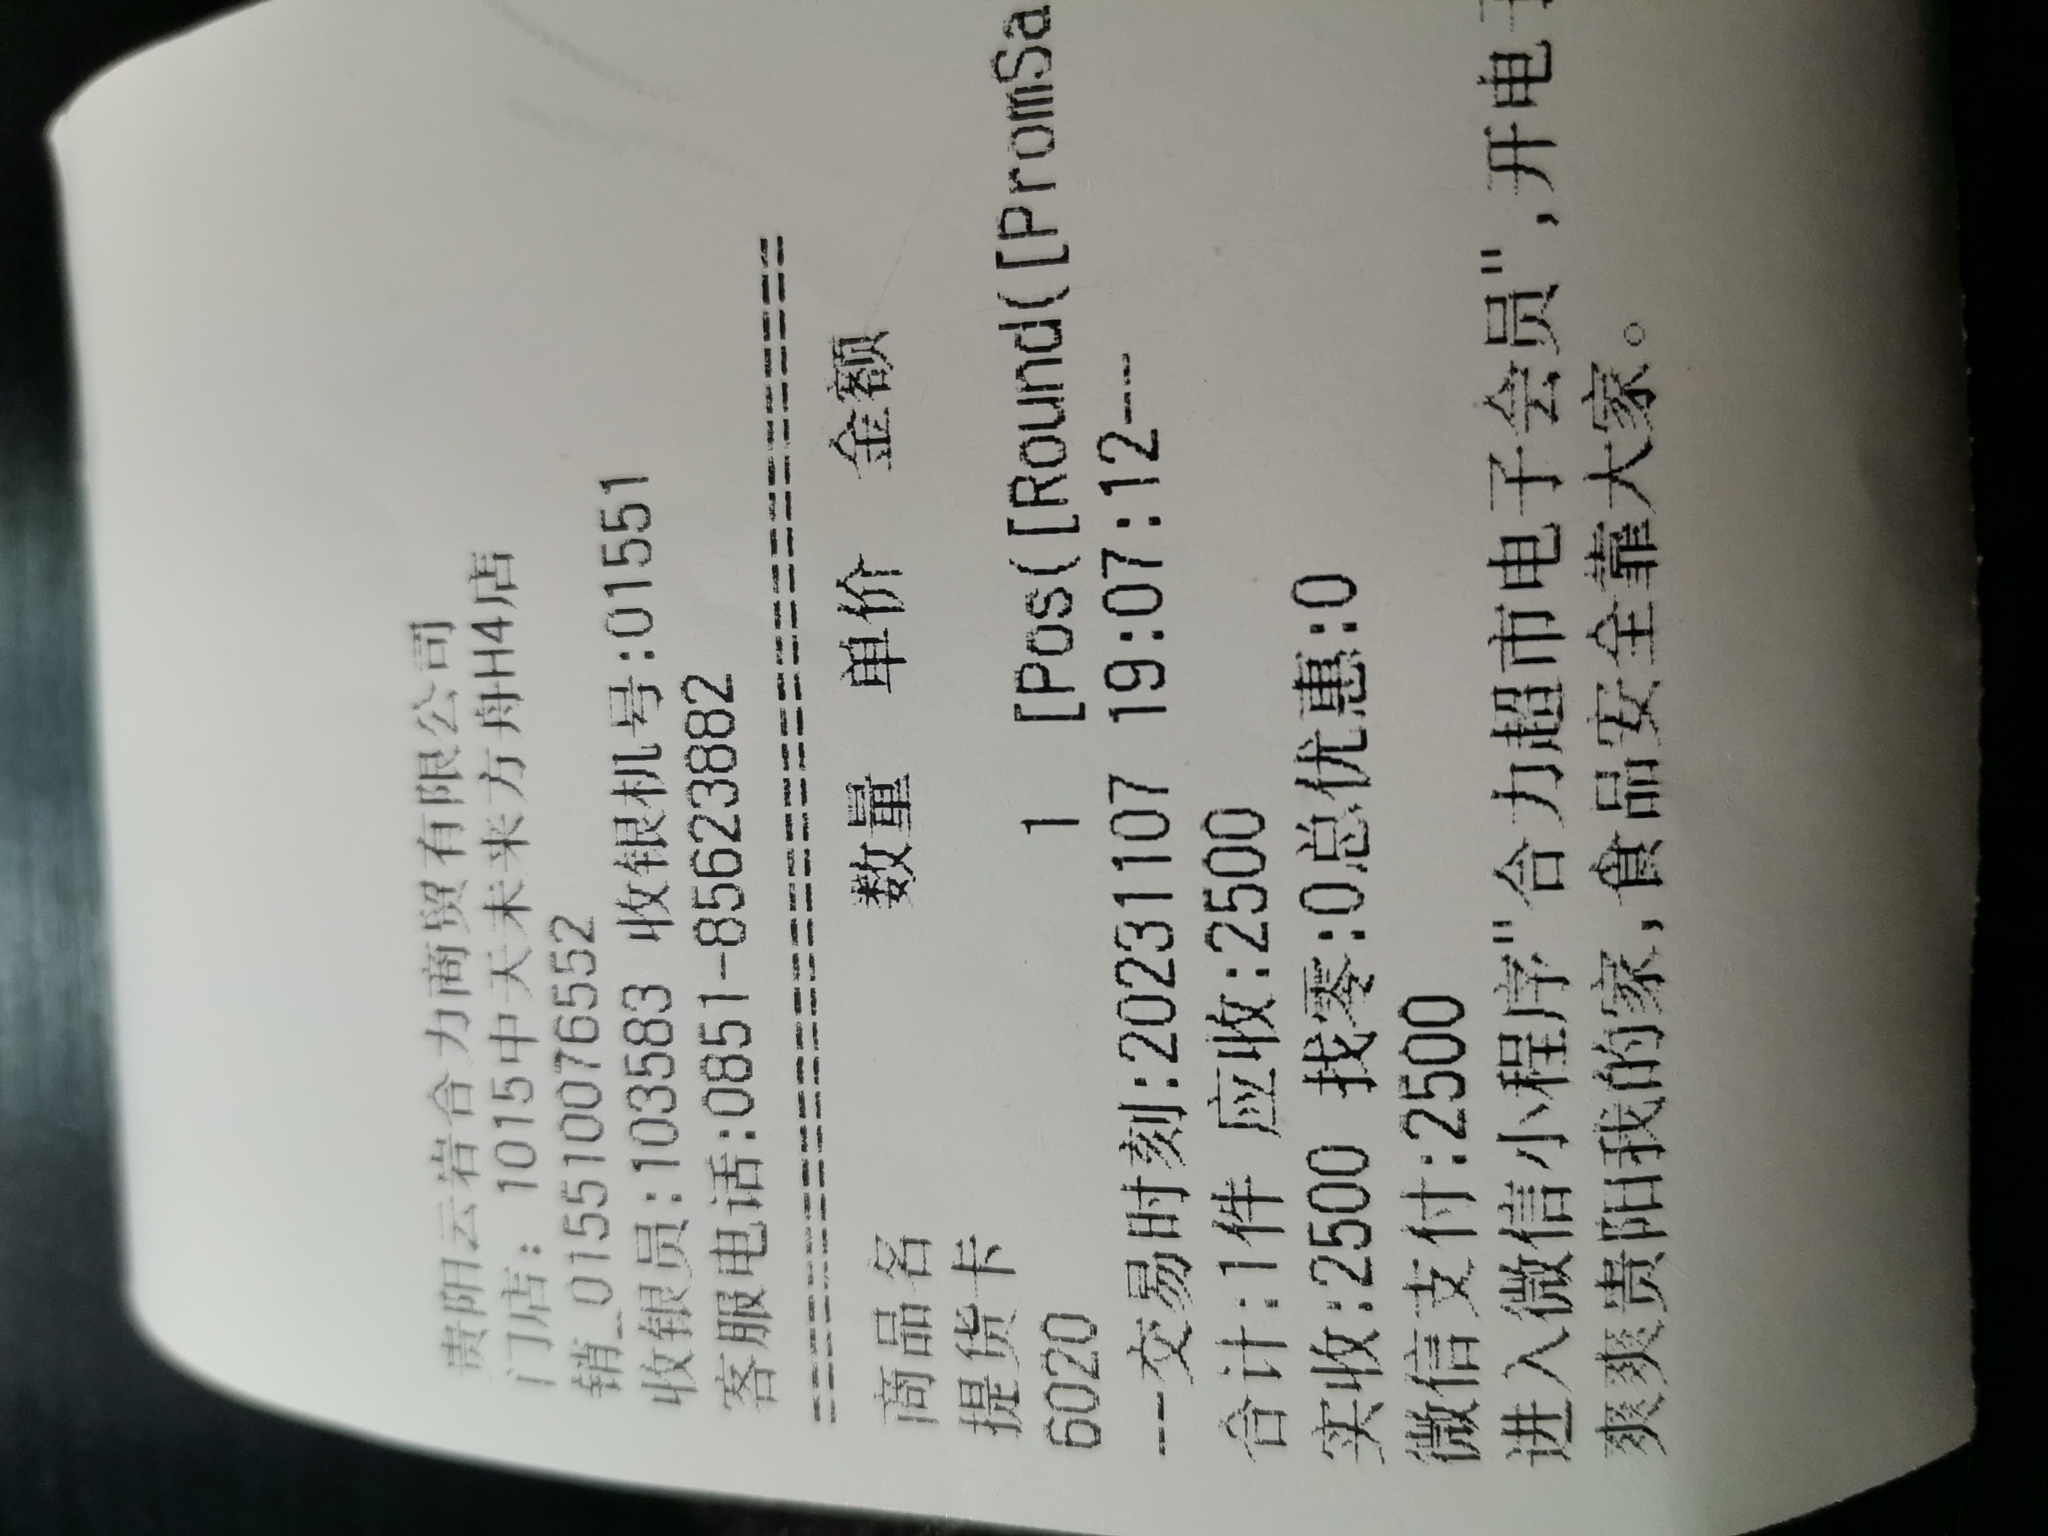 贵阳云岩合力商贸有限公司
门店: 1015中天未来方舟H4店
销_015510076552
收银员:103583 收银机号:01551
客服电话:0851-85623882
================================
商品名 数量 单价 金额
提货卡
6020 1 [Pos([Round([PromSa
---交易时刻:20231107 19:07:12---
合计:1件 应收:2500
实收:2500 找零:0总优惠:0
微信支付:2500
进入微信小程序"合力超市电子会员",开电
爽爽贵阳我的家,食品安全靠大家。